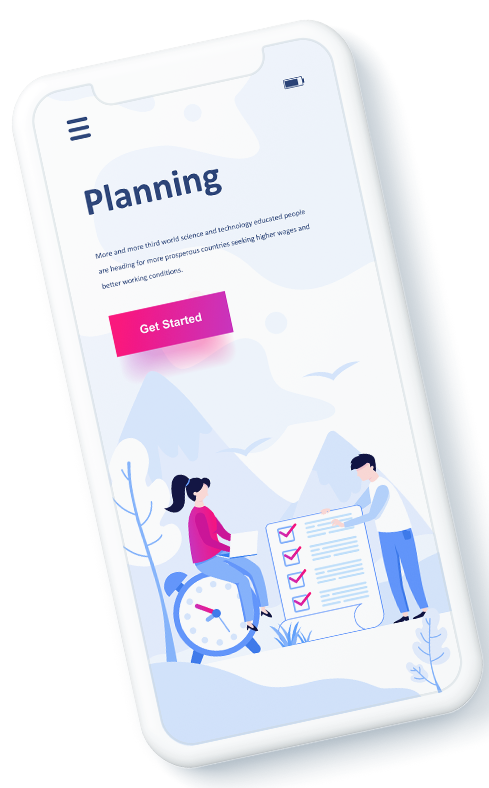 Planning
More and more third world science and technology educated people
are heading for more prosperous countries seeking higher wages and
better working conditions.
Get Started